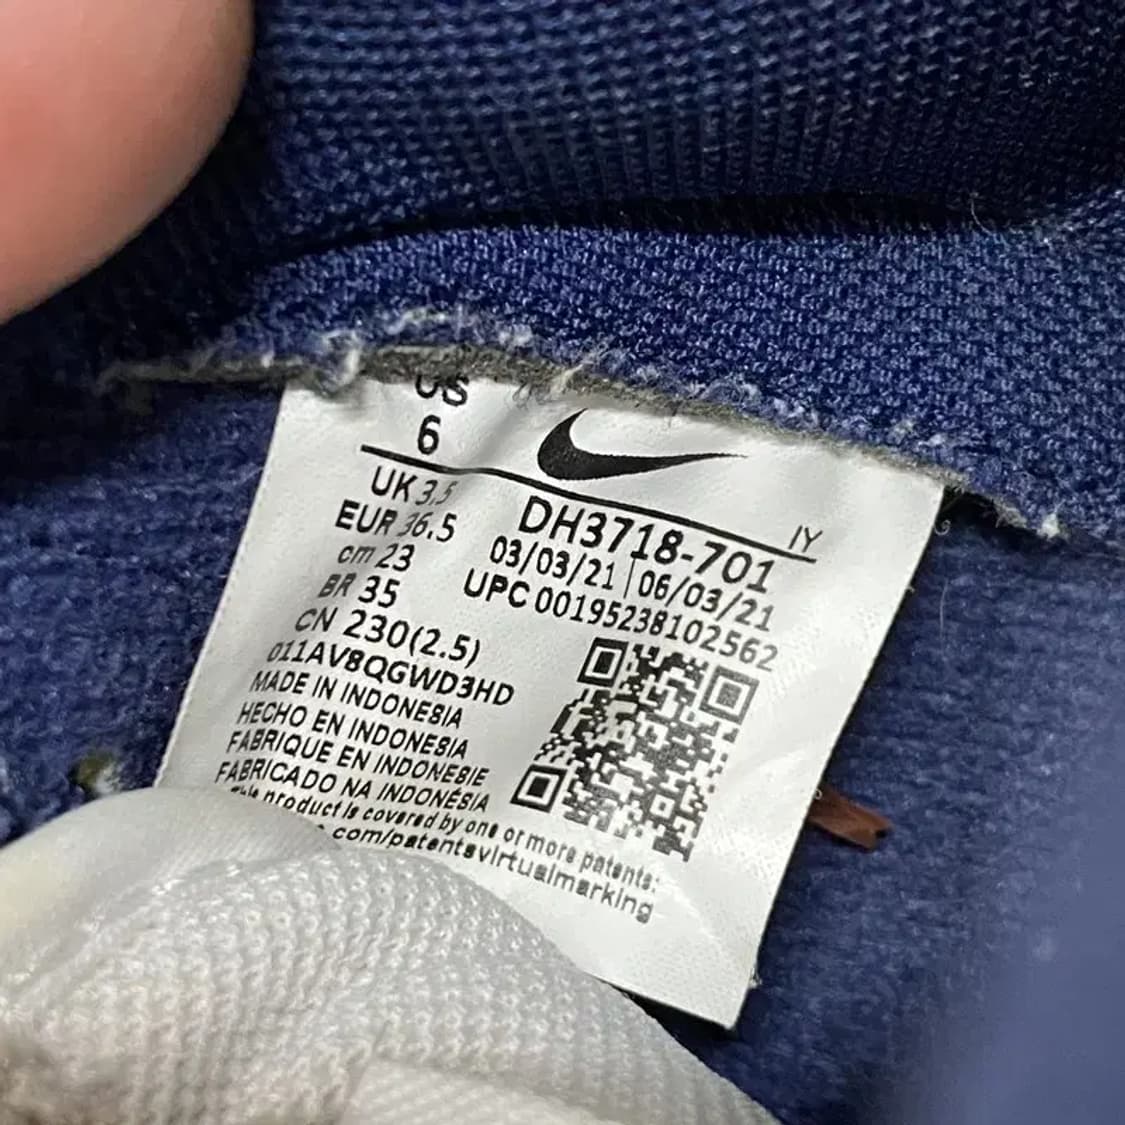 US
6
UK 3.5
EUR 36.5
cm 23
BR 35
CN 230(2.5)
011AV8QGWD3HD
MADE IN INDONESIA
HECHO EN INDONESIA
FABRIQUE EN INDONESIE
FABRICADO NA INDONÉSIA
This product is covered by one or more patents:
.com/patentsvirtualmarking
IY
DH3718-701
03/03/21 | 06/03/21
UPC 00195238102562